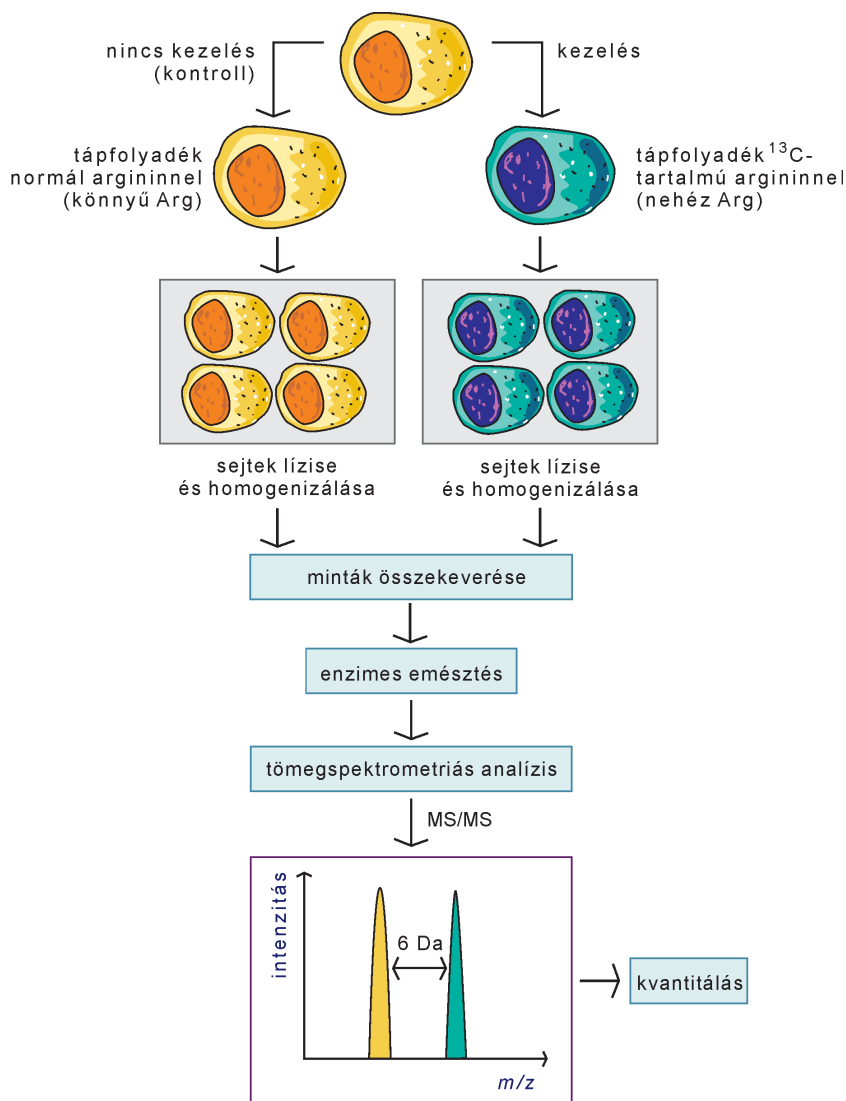 nincs kezelés
(kontroll)
kezelés
tápfolyadék
normál argininnel
(könnyű Arg)
tápfolyadék ¹³C-
tartalmú argininnel
(nehéz Arg)
sejtek lízise
és homogenizálása
sejtek lízise
és homogenizálása
minták összekeverése
enzimes emésztés
tömegspektrometriás analízis
MS/MS
intenzitás
6 Da
m/z
kvantitálás